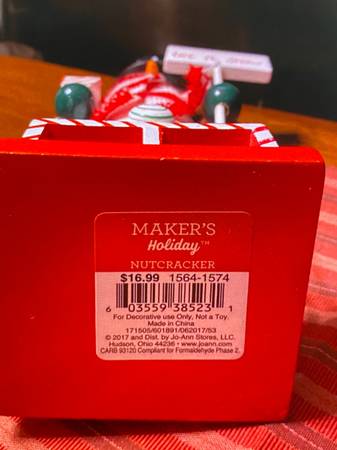 MAKER'S
Holiday™
NUTCRACKER
$16.99 1564-1574
6 03559 38523 1
For Decorative use Only, Not a Toy.
Made in China
171505/601891/062017/53
© 2017 and Dist. by Jo-Ann Stores, LLC.
Hudson, Ohio 44236 • www.joann.com
CARB 93120 Compliant for Formaldehyde Phase 2.